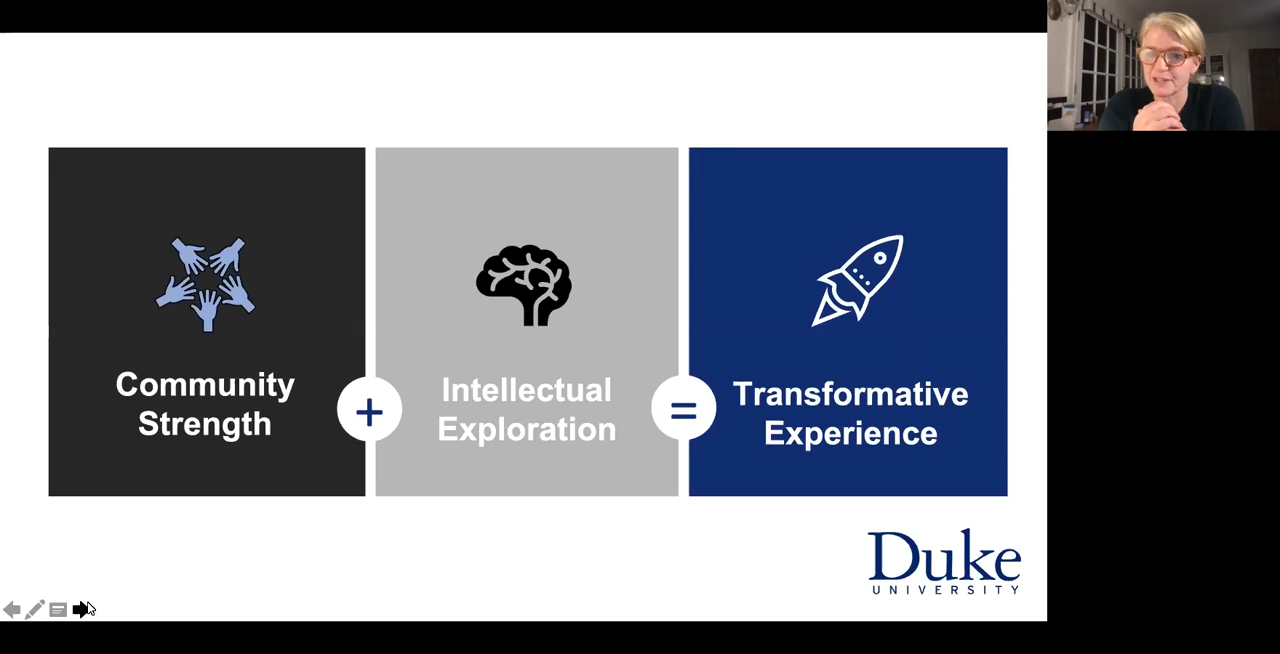 Community
Strength
+
Intellectual
Exploration
=
Transformative
Experience
Duke
UNIVERSITY